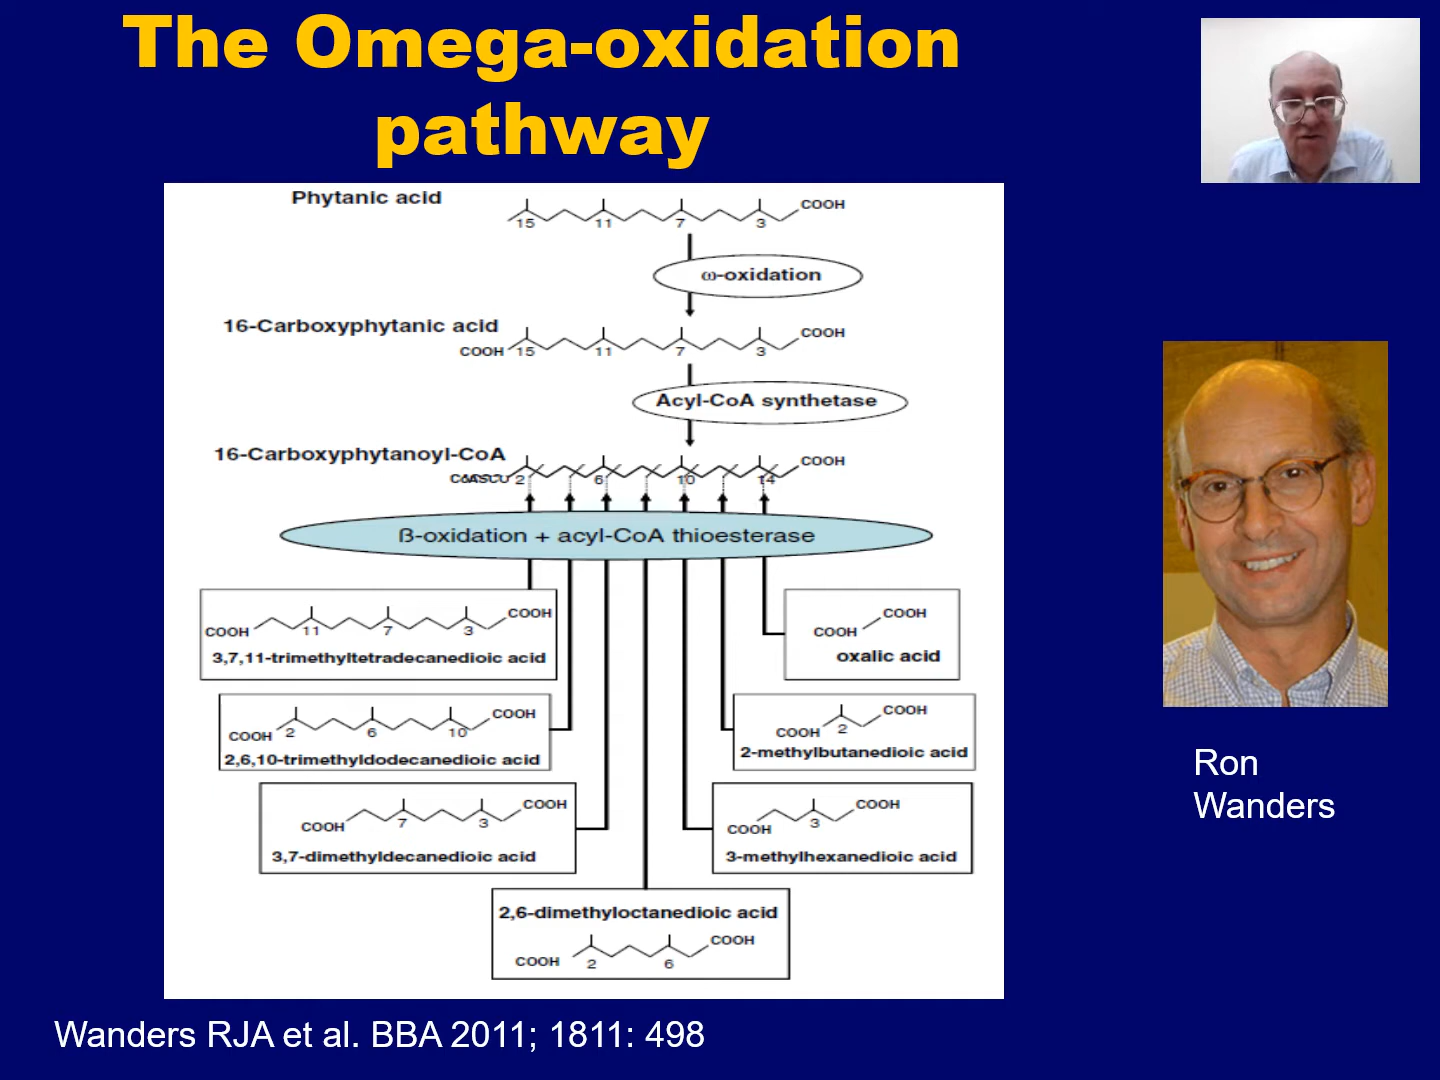 The Omega-oxidation
pathway
Phytanic acid
COOH
15 11 7 3
ω-oxidation
16-Carboxyphytanic acid
COOH
COOH 15 11 7 3
Acyl-CoA synthetase
16-Carboxyphytanoyl-CoA
COOH
2 6 10 14
ß-oxidation + acyl-CoA thioesterase
COOH
COOH 11 7 3
3,7,11-trimethyltetradecanedioic acid
COOH
COOH
oxalic acid
COOH
COOH 2 6 10
2,6,10-trimethyldodecanedioic acid
COOH
COOH 2
2-methylbutanedioic acid
COOH
COOH 7 3
3,7-dimethyldecanedioic acid
COOH
COOH 3
3-methylhexanedioic acid
2,6-dimethyloctanedioic acid
COOH
COOH 2 6
Ron
Wanders
Wanders RJA et al. BBA 2011; 1811: 498